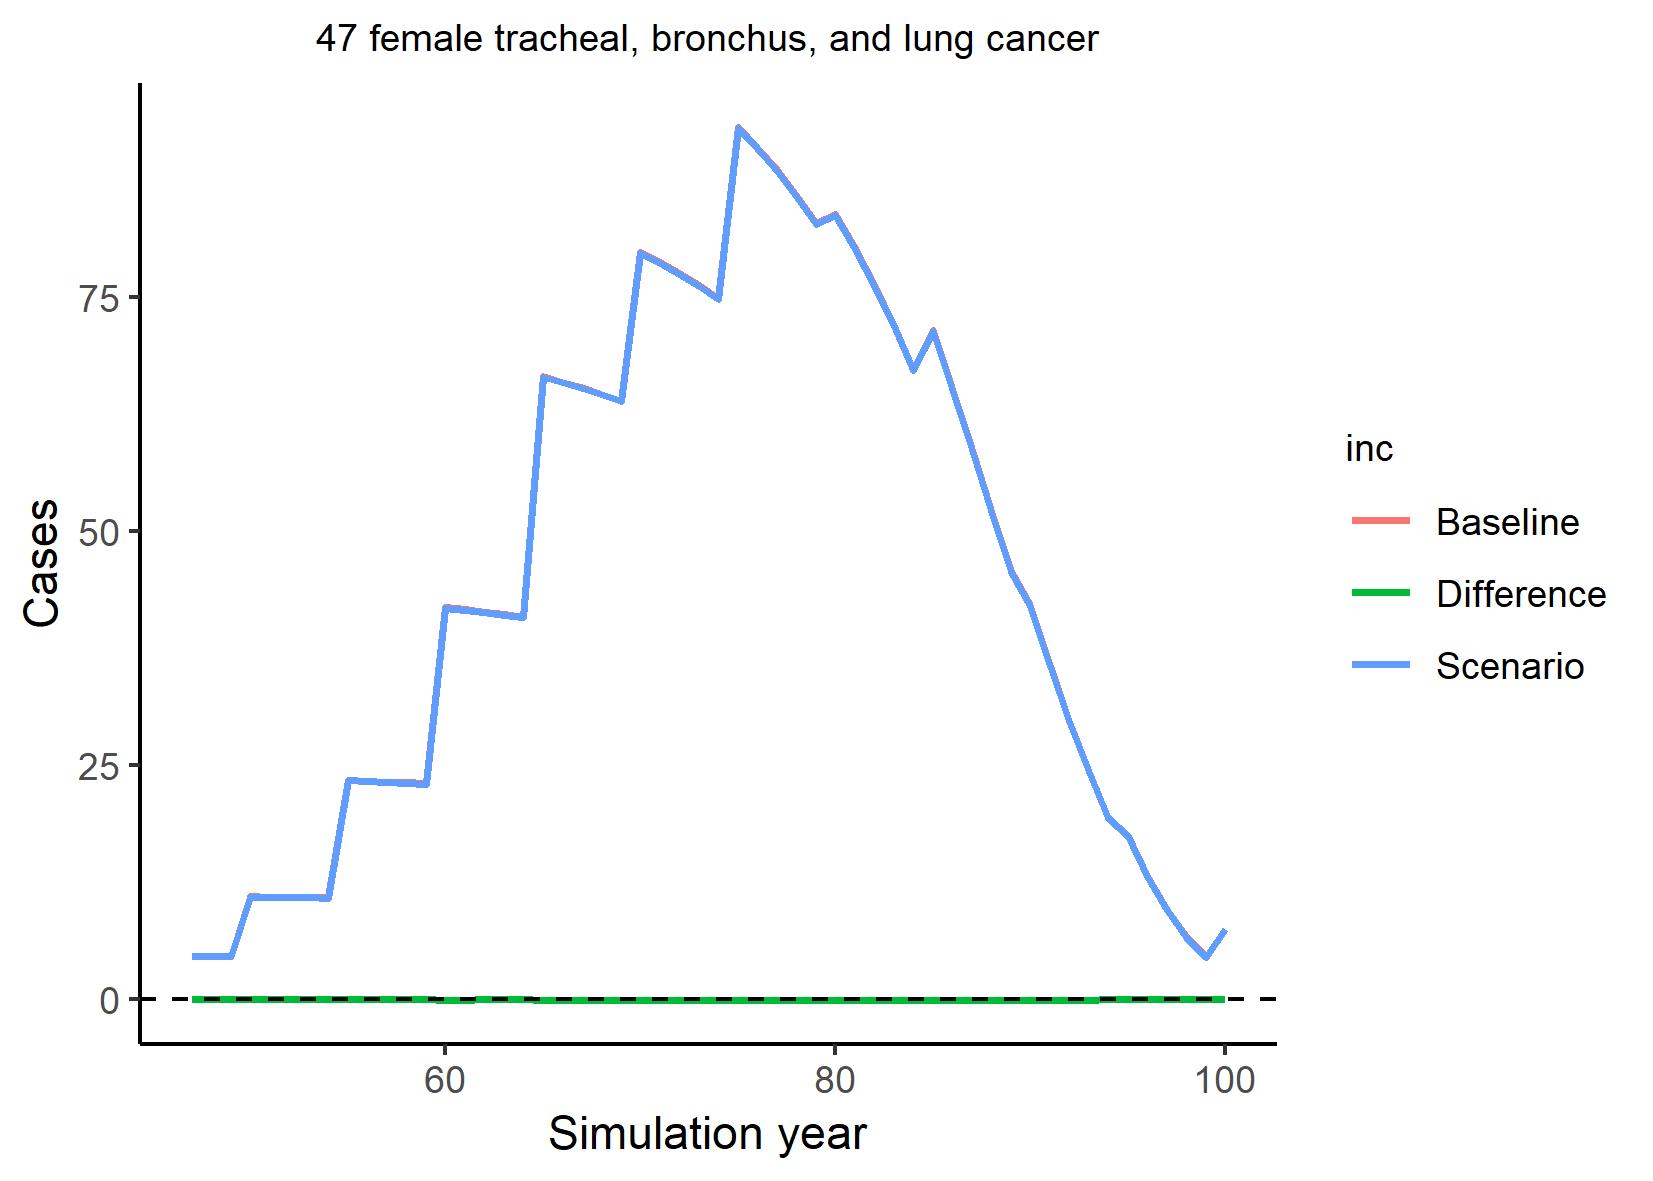 47 female tracheal, bronchus, and lung cancer
Cases
75
50
25
0
60 80 100
Simulation year
inc
Baseline
Difference
Scenario